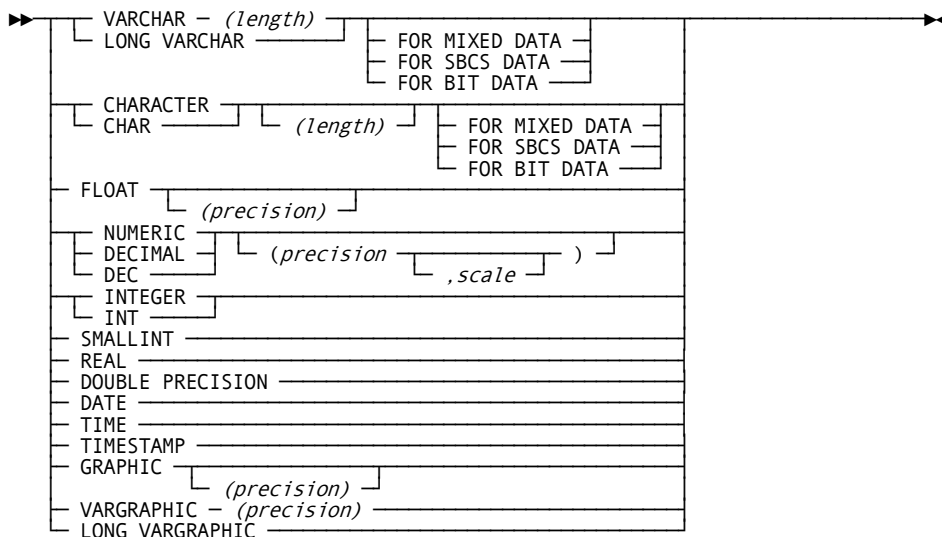 VARCHAR — (length)
LONG VARCHAR
FOR MIXED DATA
FOR SBCS DATA
FOR BIT DATA
CHARACTER
CHAR
(length)
FOR MIXED DATA
FOR SBCS DATA
FOR BIT DATA
FLOAT
(precision)
NUMERIC
DECIMAL
DEC
(precision
,scale
)
INTEGER
INT
SMALLINT
REAL
DOUBLE PRECISION
DATE
TIME
TIMESTAMP
GRAPHIC
(precision)
VARGRAPHIC — (precision)
LONG VARGRAPHIC